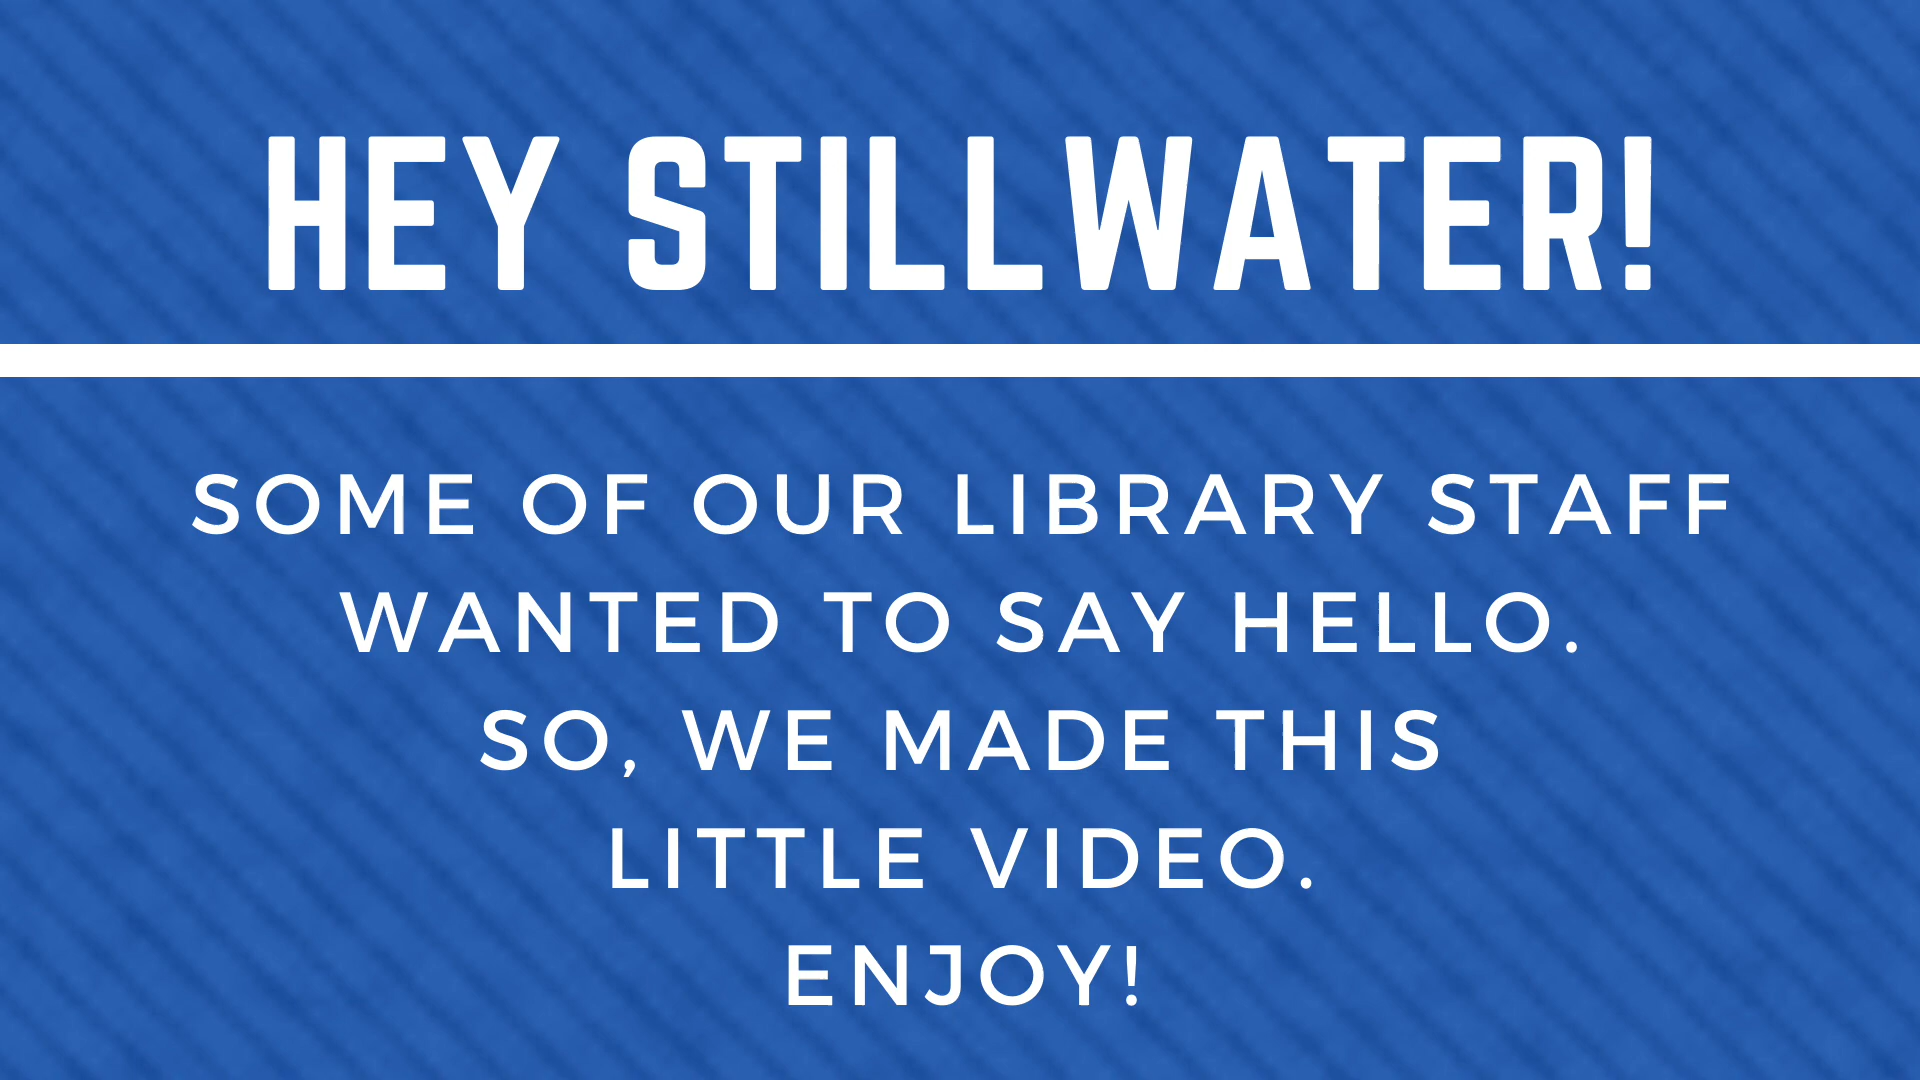 HEY STILLWATER!
SOME OF OUR LIBRARY STAFF
WANTED TO SAY HELLO.
SO, WE MADE THIS
LITTLE VIDEO.
ENJOY!